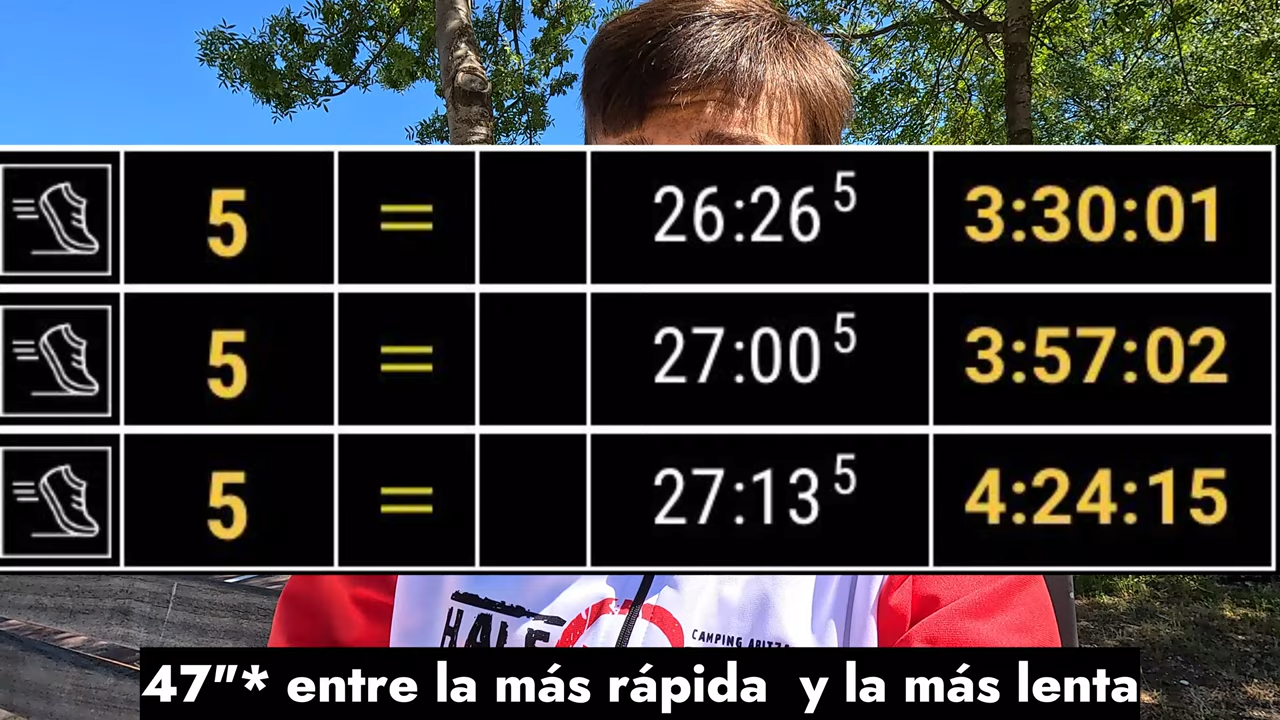 5 = 26:26 5 3:30:01
5 = 27:00 5 3:57:02
5 = 27:13 5 4:24:15
CAMPING
47"* entre la más rápida y la más lenta